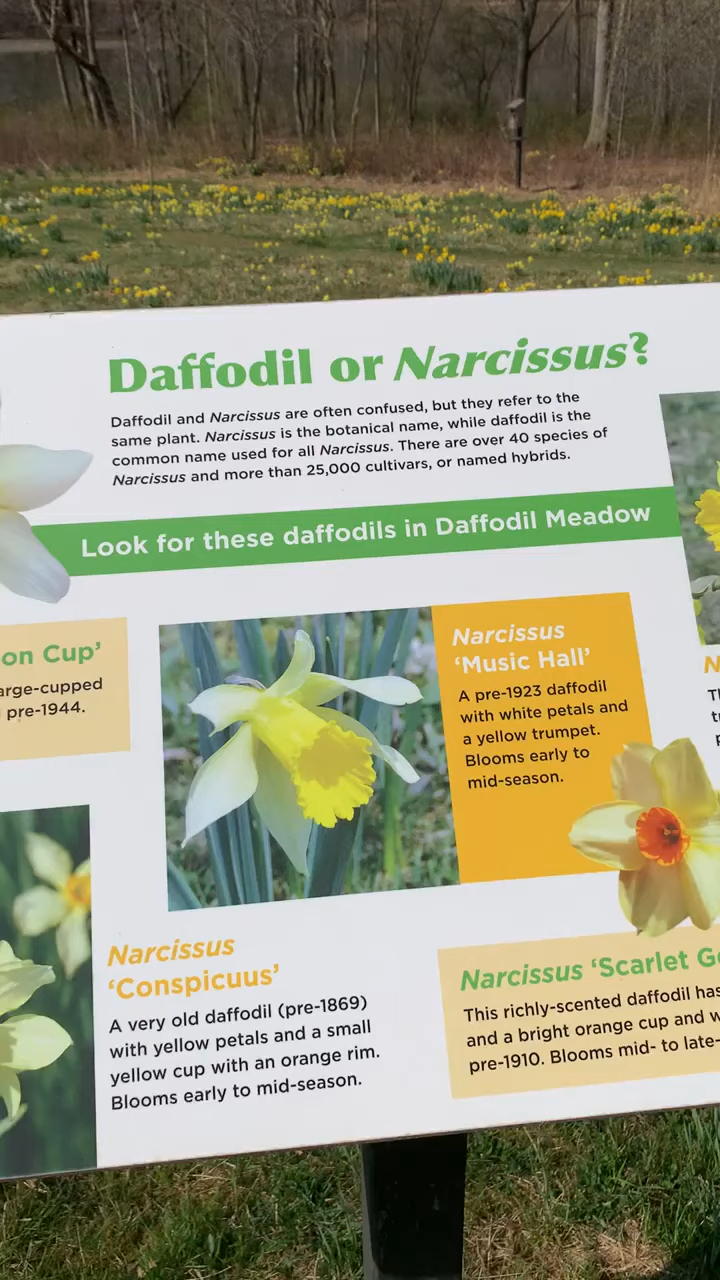 Daffodil or Narcissus?
Daffodil and Narcissus are often confused, but they refer to the
same plant. Narcissus is the botanical name, while daffodil is the
common name used for all Narcissus. There are over 40 species of
Narcissus and more than 25,000 cultivars, or named hybrids.
Look for these daffodils in Daffodil Meadow
on Cup’
arge-cupped
pre-1944.
Narcissus
‘Music Hall’
A pre-1923 daffodil
with white petals and
a yellow trumpet.
Blooms early to
mid-season.
Narcissus
‘Conspicuus’
A very old daffodil (pre-1869)
with yellow petals and a small
yellow cup with an orange rim.
Blooms early to mid-season.
Narcissus ‘Scarlet G
This richly-scented daffodil has
and a bright orange cup and w
pre-1910. Blooms mid- to late-